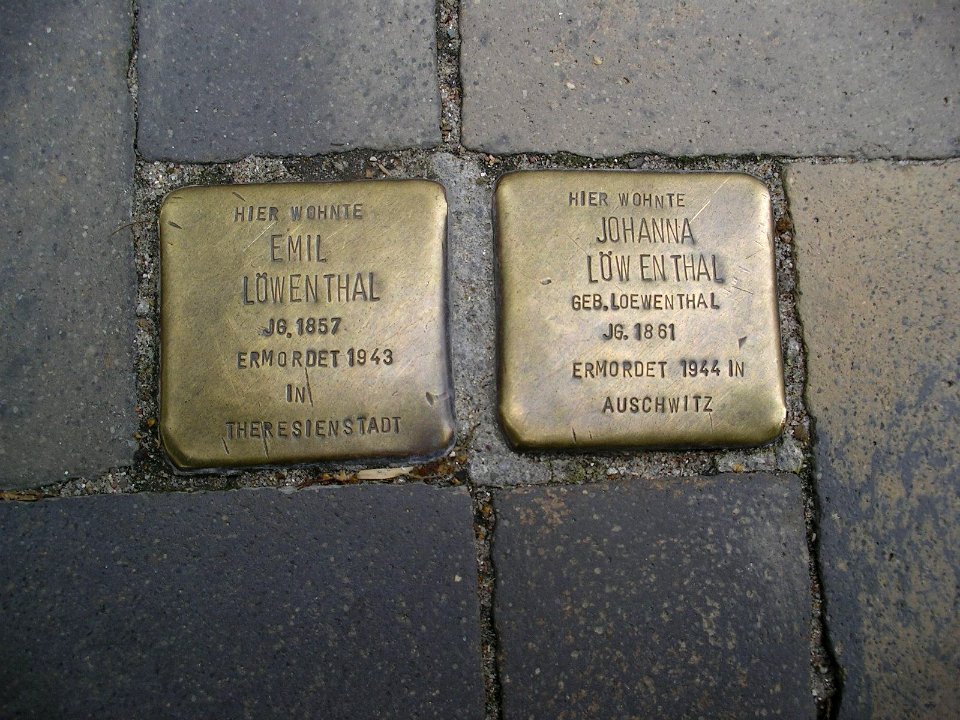 HIER WOHNTE
EMIL
LÖWENTHAL
JG. 1857
ERMORDET 1943
IN
THERESIENSTADT
HIER WOHNTE
JOHANNA
LÖWENTHAL
GEB. LOEWENTHAL
JG. 1861
ERMORDET 1944 IN
AUSCHWITZ